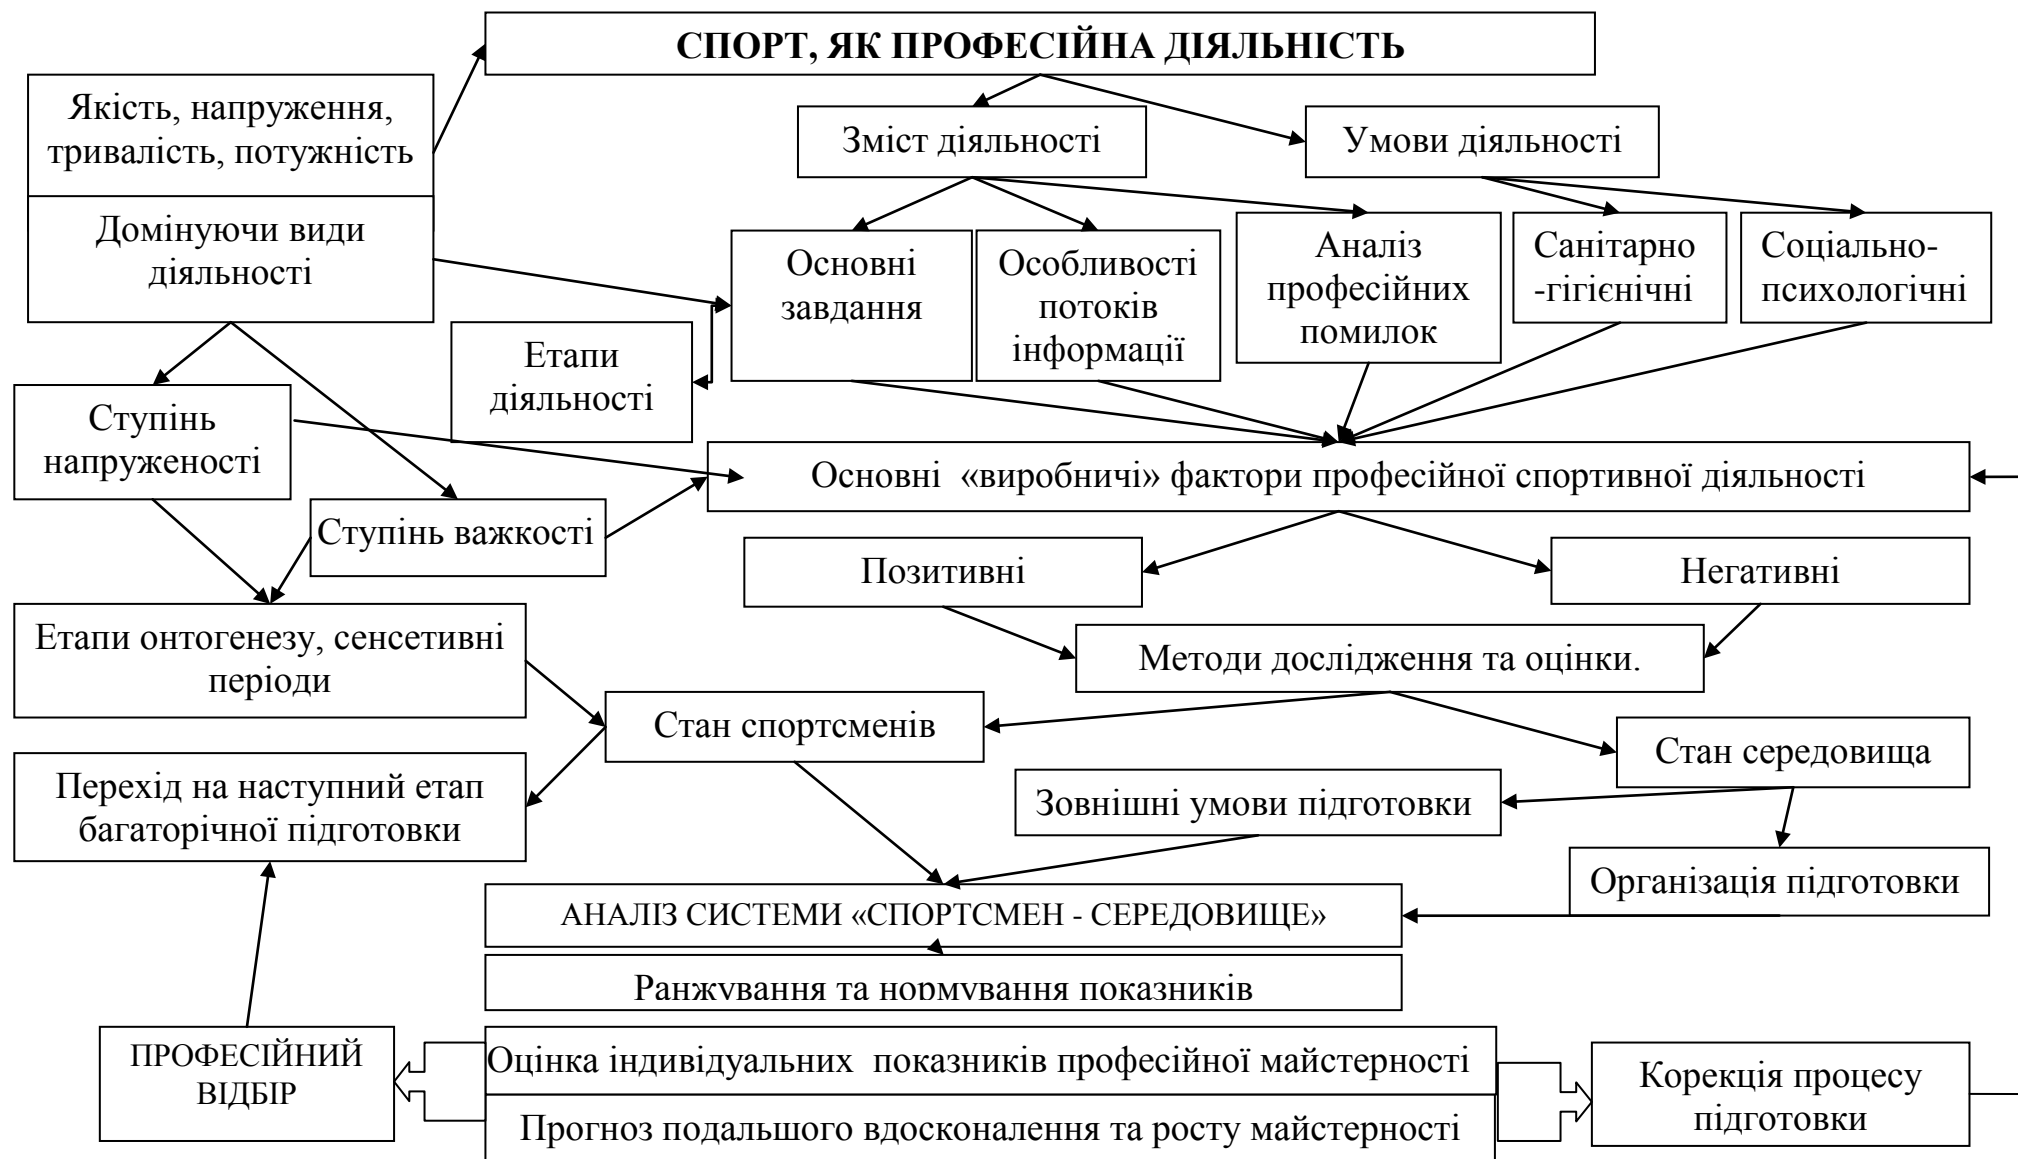 СПОРТ, ЯК ПРОФЕСІЙНА ДІЯЛЬНІСТЬ
Якість, напруження,
тривалість, потужність
Зміст діяльності
Умови діяльності
Домінуючи види
діяльності
Основні
завдання
Особливості
потоків
інформації
Аналіз
професійних
помилок
Санітарно
-гігієнічні
Соціально-
психологічні
Етапи
діяльності
Ступінь
напруженості
Основні «виробничі» фактори професійної спортивної діяльності
Ступінь важкості
Позитивні
Негативні
Етапи онтогенезу, сенсетивні
періоди
Методи дослідження та оцінки.
Стан спортсменів
Стан середовища
Перехід на наступний етап
багаторічної підготовки
Зовнішні умови підготовки
Організація підготовки
АНАЛІЗ СИСТЕМИ «СПОРТСМЕН - СЕРЕДОВИЩЕ»
Ранжування та нормування показників
ПРОФЕСІЙНИЙ
ВІДБІР
Оцінка індивідуальних показників професійної майстерності
Прогноз подальшого вдосконалення та росту майстерності
Корекція процесу
підготовки